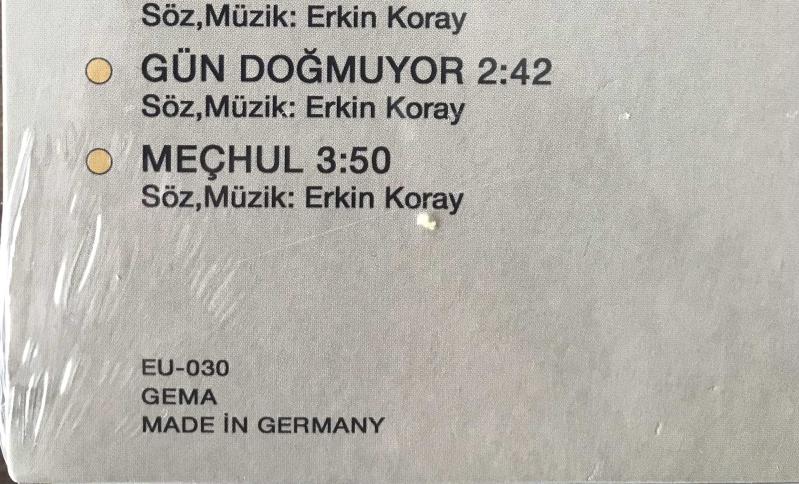 Söz,Müzik: Erkin Koray
GÜN DOĞMUYOR 2:42
Söz,Müzik: Erkin Koray
MEÇHUL 3:50
Söz,Müzik: Erkin Koray
EU-030
GEMA
MADE İN GERMANY